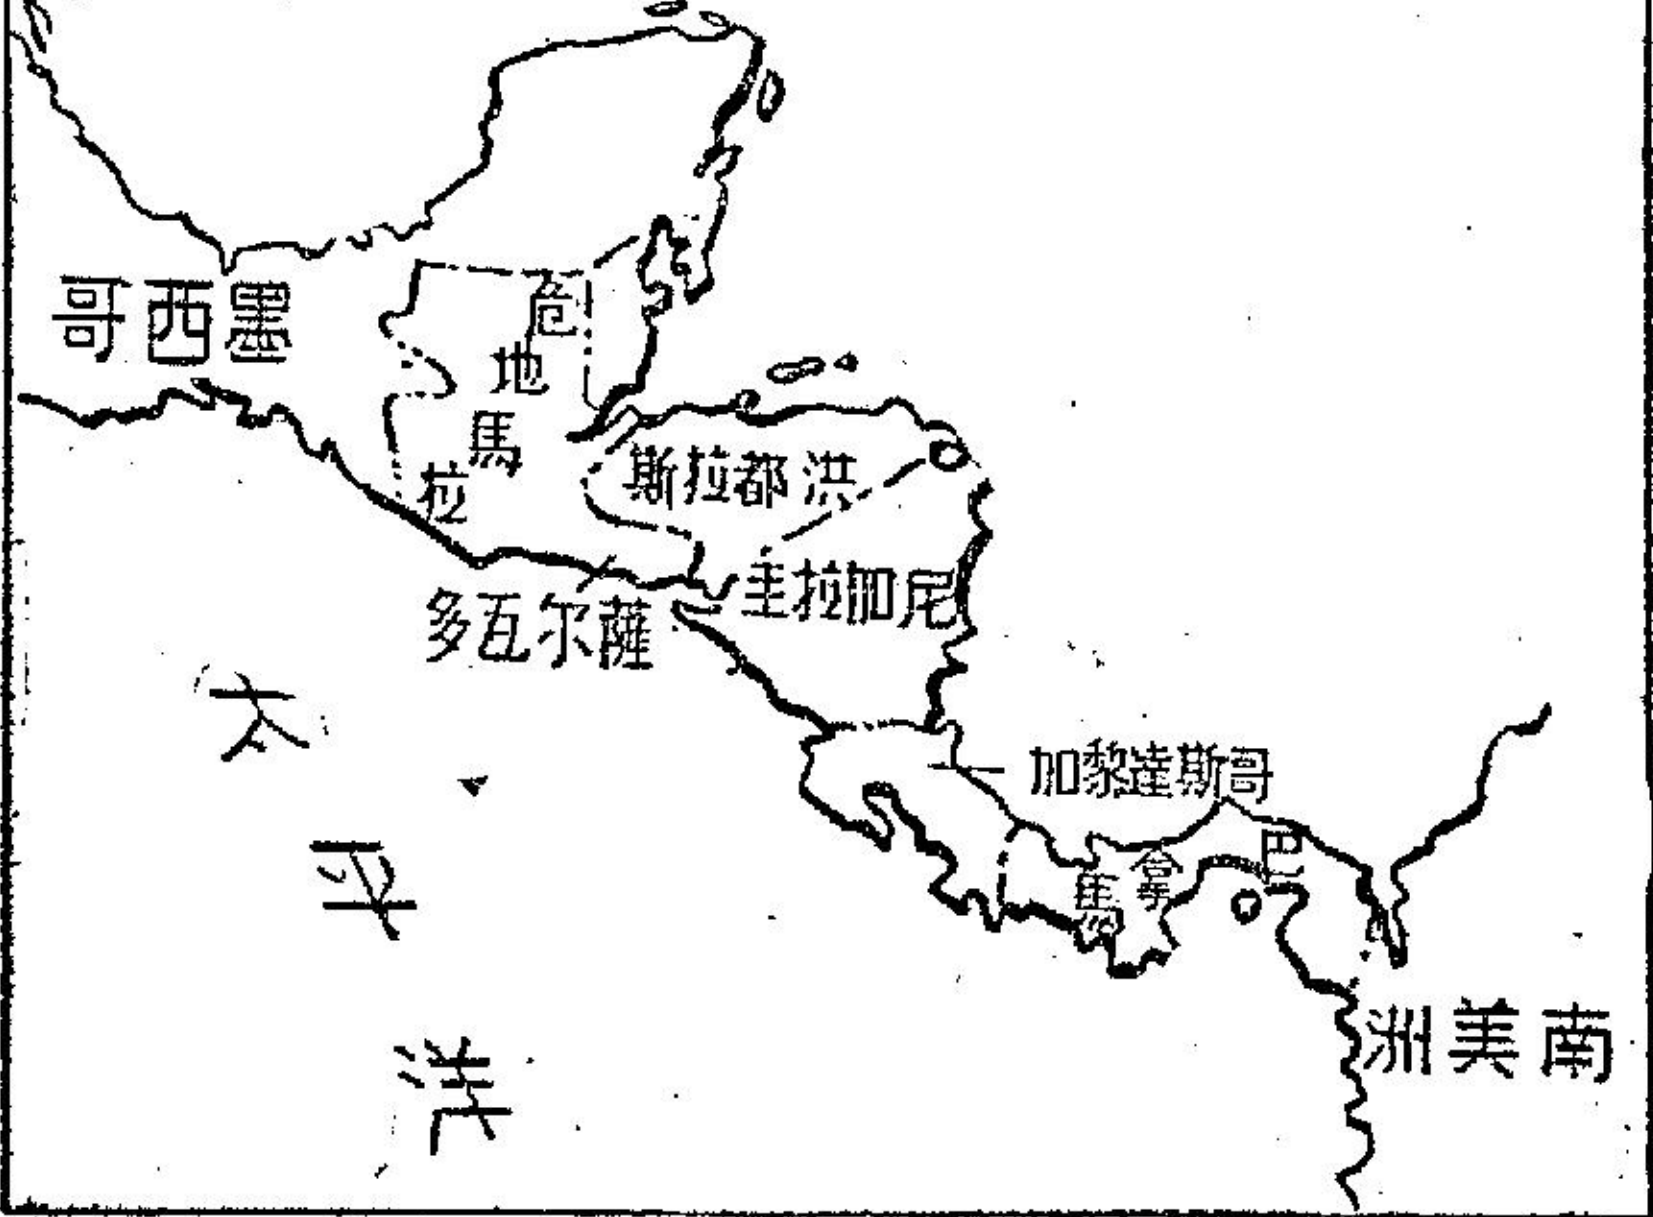 墨西哥
危地馬拉
洪都拉斯
尼加拉圭
薩尔瓦多
哥斯達黎加
巴拿馬
太平洋
南美洲